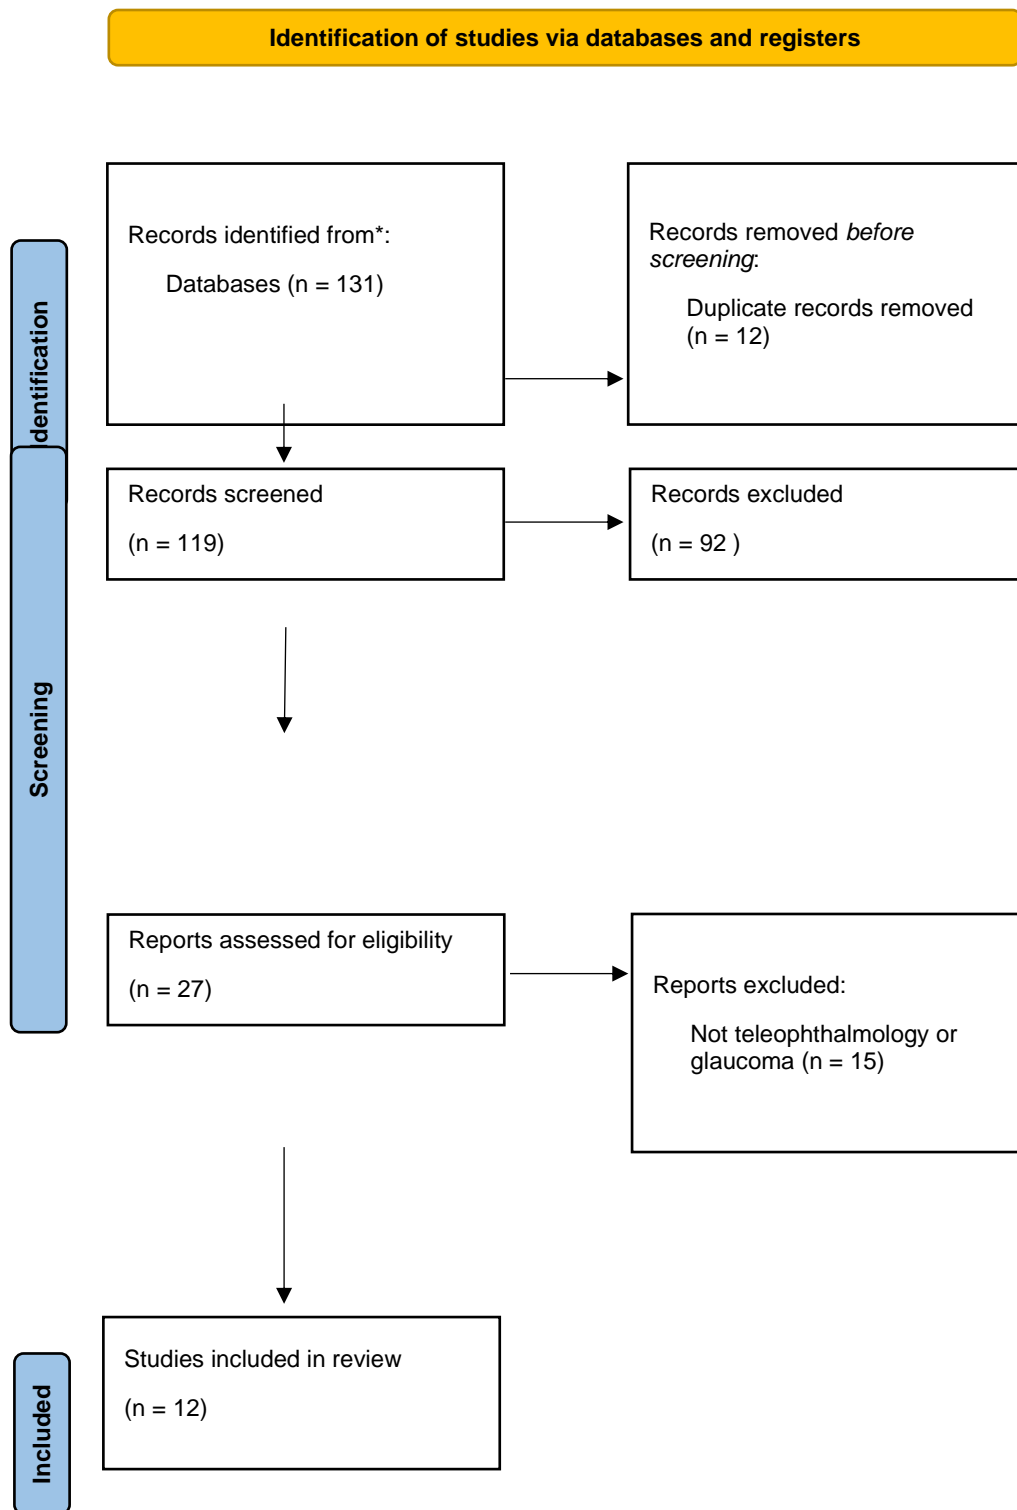 Identification of studies via databases and registers
Records identified from*:
Databases (n = 131)
Records removed before
screening:
Duplicate records removed
(n = 12)
Identification
Records screened
(n = 119)
Records excluded
(n = 92 )
Screening
Reports assessed for eligibility
(n = 27)
Reports excluded:
Not teleophthalmology or
glaucoma (n = 15)
Studies included in review
(n = 12)
Included